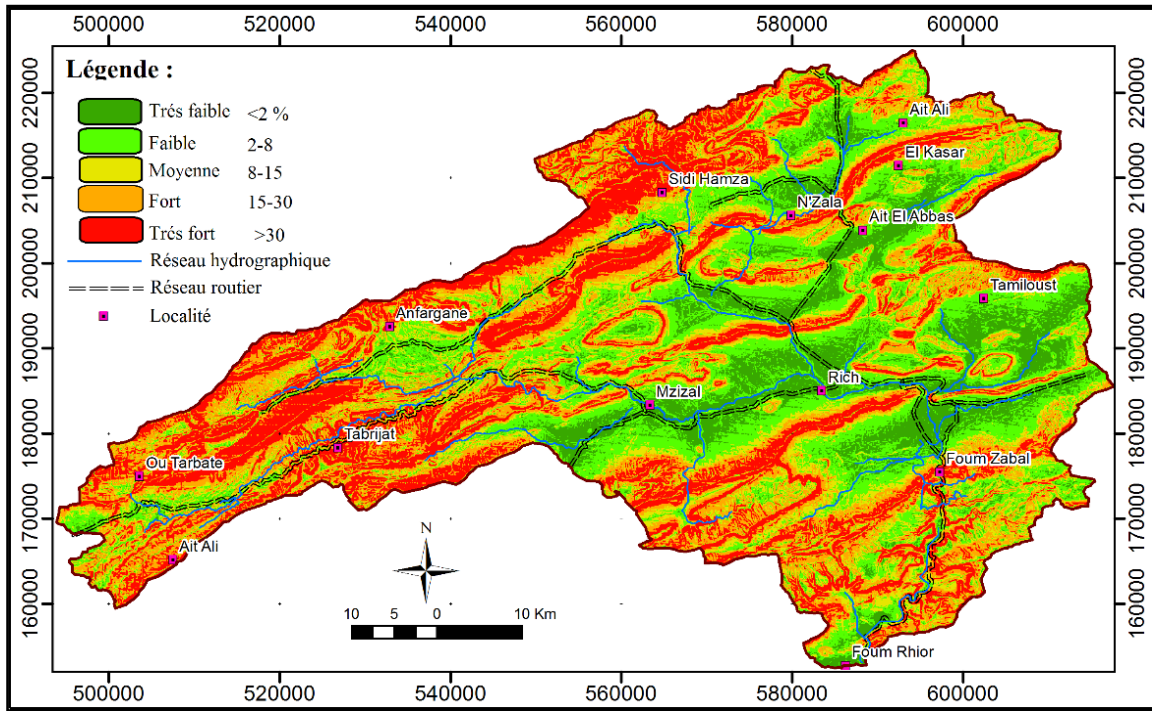 500000 520000 540000 560000 580000 600000
Légende :
Trés faible <2 %
Faible 2-8
Moyenne 8-15
Fort 15-30
Trés fort >30
Réseau hydrographique
Réseau routier
Localité
220000
210000
200000
190000
180000
170000
160000
Ait Ali
El Kasar
Sidi Hamza
N'Zala
Ait El Abbas
Tamiloust
Anfargane
Rich
Mzizal
Tabrijat
Ou Tarbate
Foum Zabal
Ait Ali
Foum Rhior
N
10 5 0 10 Km
220000
210000
200000
190000
180000
170000
160000
500000 520000 540000 560000 580000 600000